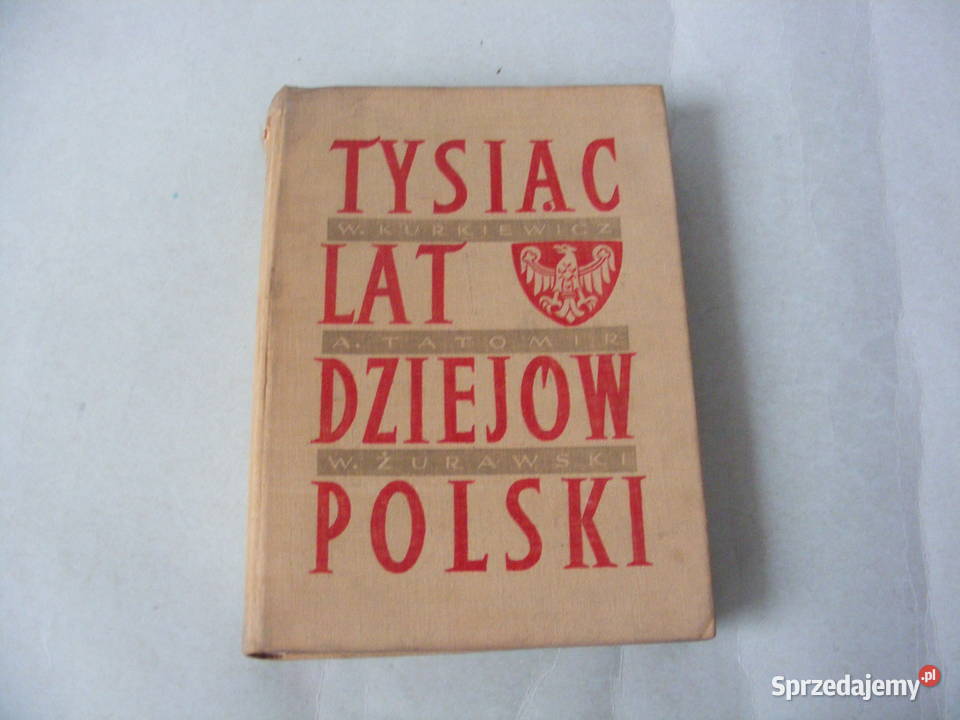 TYSIĄC
W. KURKIEWICZ
LAT
A. TATOMIR
DZIEJÓW
W. ŻURAWSKI
POLSKI
Sprzedajemy.pl